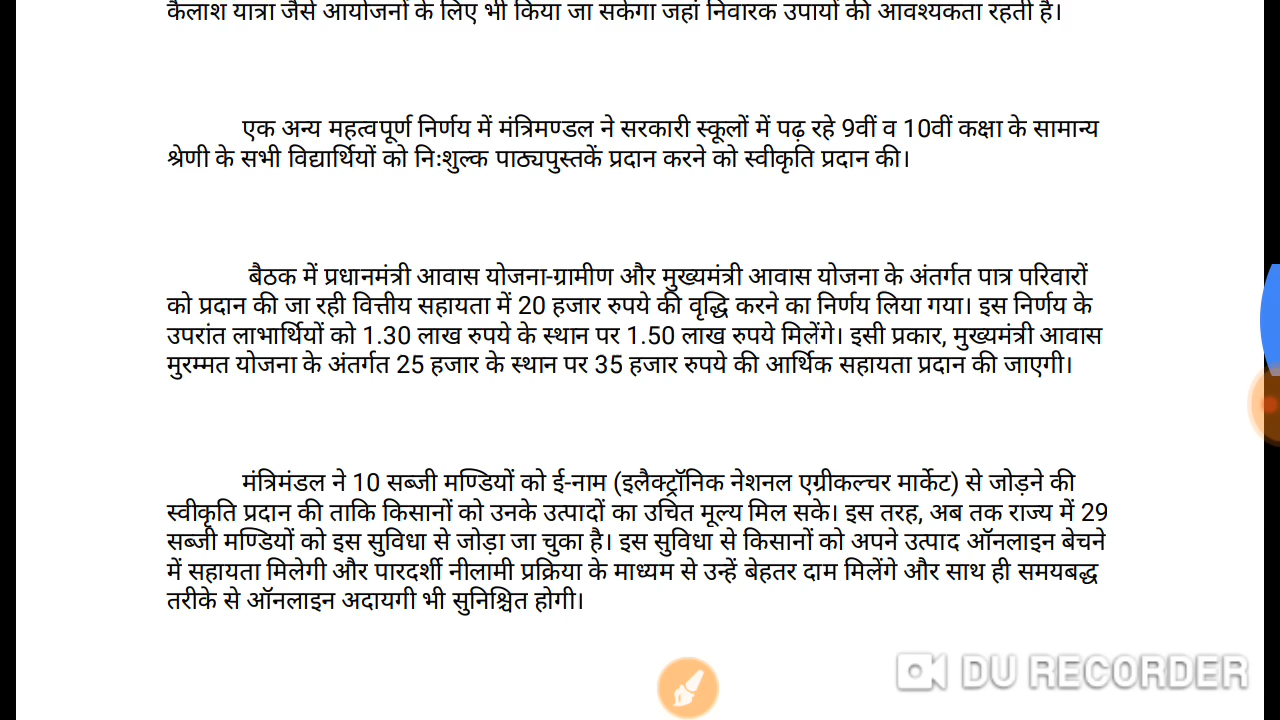 कैलाश यात्रा जैसे आयोजनों के लिए भी किया जा सकेगा जहां निवारक उपायों की आवश्यकता रहती है।
एक अन्य महत्वपूर्ण निर्णय में मंत्रिमण्डल ने सरकारी स्कूलों में पढ़ रहे 9वीं व 10वीं कक्षा के सामान्य
श्रेणी के सभी विद्यार्थियों को निःशुल्क पाठ्यपुस्तकें प्रदान करने को स्वीकृति प्रदान की।
बैठक में प्रधानमंत्री आवास योजना-ग्रामीण और मुख्यमंत्री आवास योजना के अंतर्गत पात्र परिवारों
को प्रदान की जा रही वित्तीय सहायता में 20 हजार रुपये की वृद्धि करने का निर्णय लिया गया। इस निर्णय के
उपरांत लाभार्थियों को 1.30 लाख रुपये के स्थान पर 1.50 लाख रुपये मिलेंगे। इसी प्रकार, मुख्यमंत्री आवास
मुरम्मत योजना के अंतर्गत 25 हजार के स्थान पर 35 हजार रुपये की आर्थिक सहायता प्रदान की जाएगी।
मंत्रिमंडल ने 10 सब्जी मण्डियों को ई-नाम (इलैक्ट्रॉनिक नेशनल एग्रीकल्चर मार्केट) से जोड़ने की
स्वीकृति प्रदान की ताकि किसानों को उनके उत्पादों का उचित मूल्य मिल सके। इस तरह, अब तक राज्य में 29
सब्जी मण्डियों को इस सुविधा से जोड़ा जा चुका है। इस सुविधा से किसानों को अपने उत्पाद ऑनलाइन बेचने
में सहायता मिलेगी और पारदर्शी नीलामी प्रक्रिया के माध्यम से उन्हें बेहतर दाम मिलेंगे और साथ ही समयबद्ध
तरीके से ऑनलाइन अदायगी भी सुनिश्चित होगी।
DU RECORDER